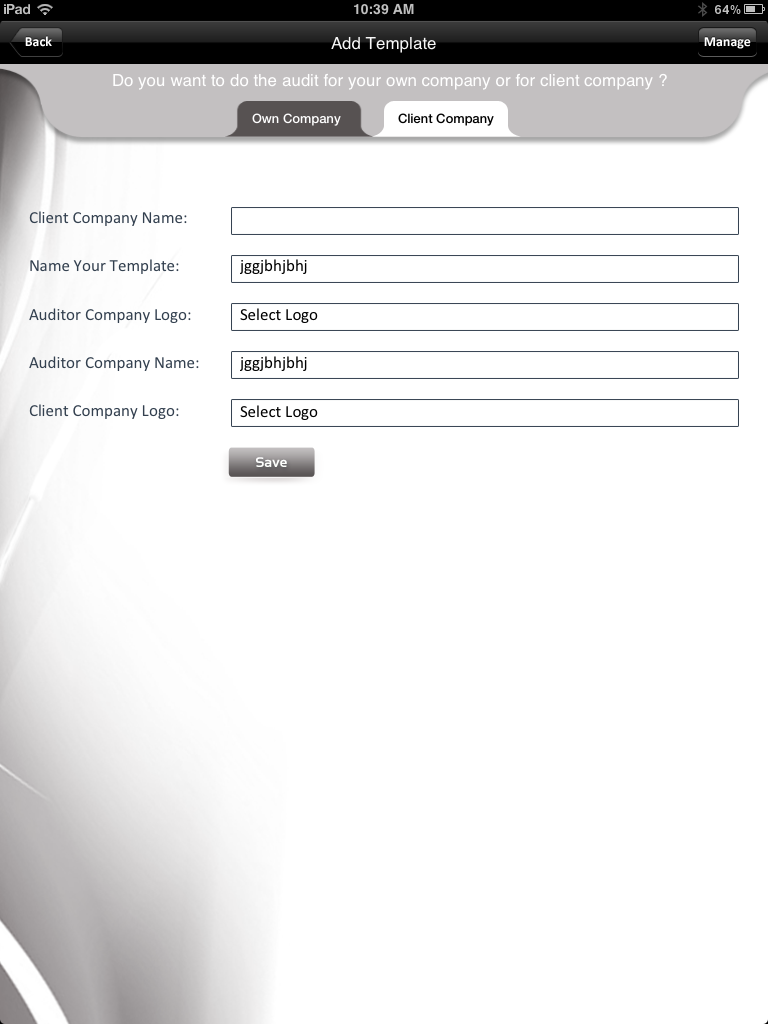 iPad 10:39 AM 64%
Back Add Template Manage
Do you want to do the audit for your own company or for client company ?
Own Company Client Company
Client Company Name:
Name Your Template: jggjbhjbhj
Auditor Company Logo: Select Logo
Auditor Company Name: jggjbhjbhj
Client Company Logo: Select Logo
Save